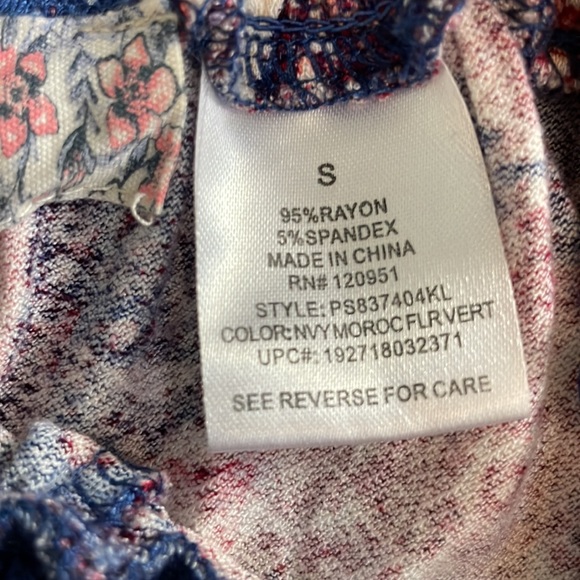 S
95%RAYON
5%SPANDEX
MADE IN CHINA
RN# 120951
STYLE: PS837404KL
COLOR:NVY MOROC FLR VERT
UPC#: 192718032371
SEE REVERSE FOR CARE